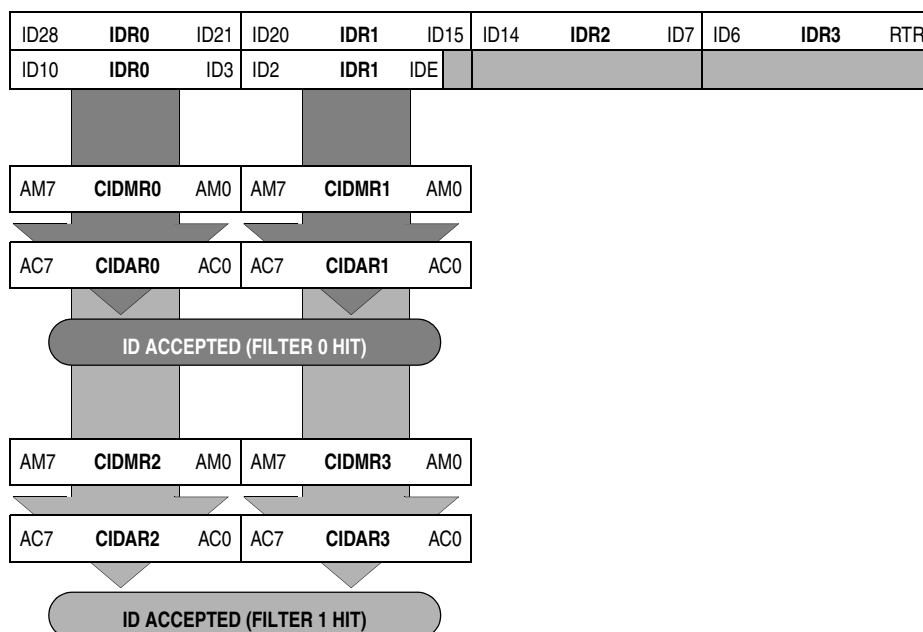 ID28 IDR0 ID21 ID20 IDR1 ID15 ID14 IDR2 ID7 ID6 IDR3 RTR
ID10 IDR0 ID3 ID2 IDR1 IDE
AM7 CIDMR0 AM0 AM7 CIDMR1 AM0
AC7 CIDAR0 AC0 AC7 CIDAR1 AC0
ID ACCEPTED (FILTER 0 HIT)
AM7 CIDMR2 AM0 AM7 CIDMR3 AM0
AC7 CIDAR2 AC0 AC7 CIDAR3 AC0
ID ACCEPTED (FILTER 1 HIT)